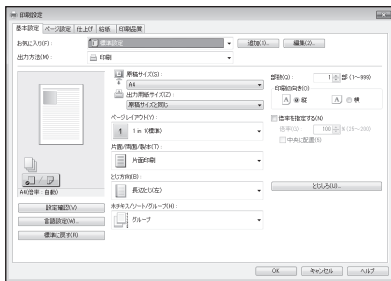 印刷設定
基本設定 ページ設定 仕上げ 給紙 印刷品質
お気に入り(F): 標準設定 追加(1)... 編集(2)...
出力方法(M): 印刷
原稿サイズ(S):
A4
出力用紙サイズ(Z):
原稿サイズと同じ
ページレイアウト(Y):
1 in 1(標準)
片面/両面/製本(T):
片面印刷
とじ方向(B):
長辺とじ(左)
ホチキス/ソート/グループ(H):
グループ
部数(Q): 1 部 (1~999)
印刷の向き(O)
A 縦 A 横
倍率を指定する(N)
倍率(G): 100 % (25~200)
中央に配置(5)
とじしろ(U)...
A4(倍率: 自動)
設定確認(V)
言語設定(W)...
標準に戻す(R)
OK キャンセル ヘルプ